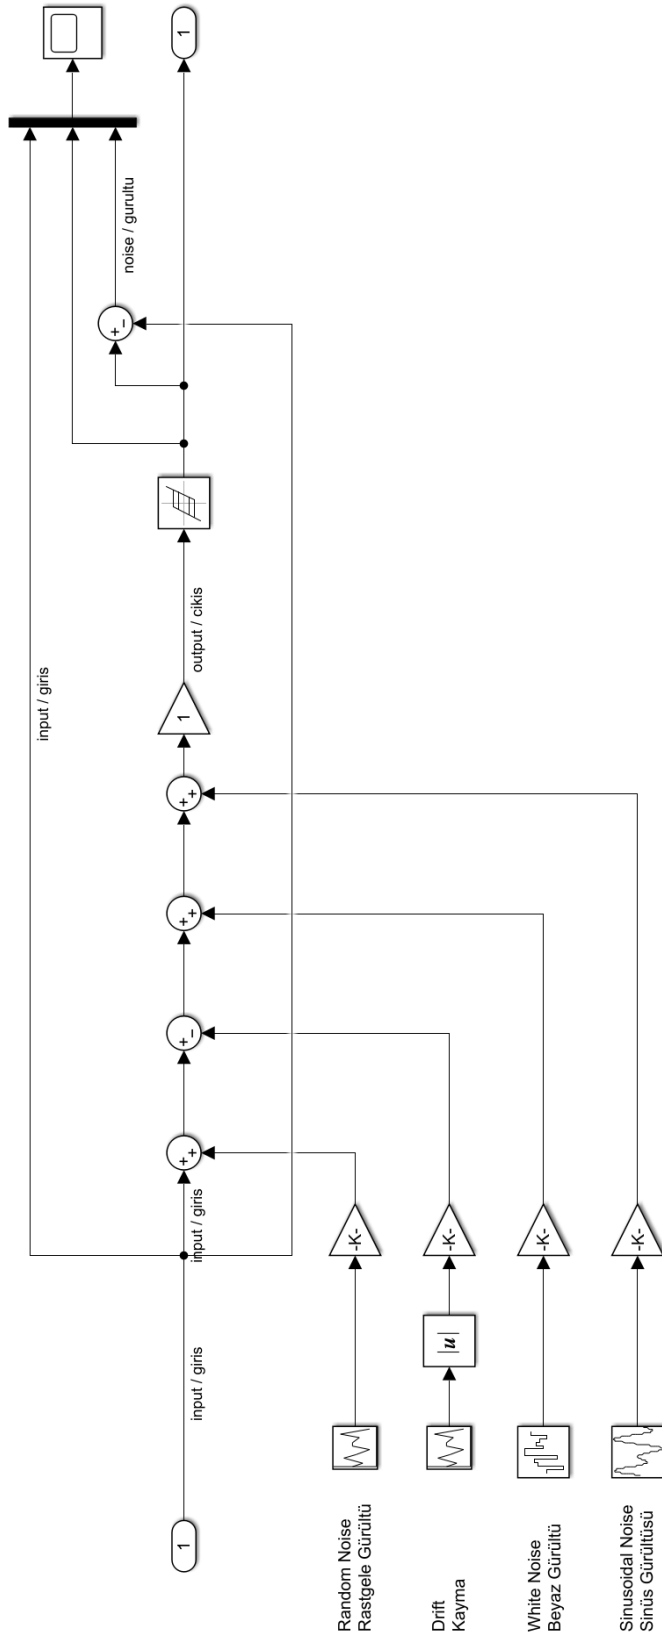 1
input / giris
input / giris
input / giris
+
+
+
-
+
+
+
+
1
output / cikis
+
-
noise / gurultu
1
Random Noise
Rastgele Gürültü
-K-
Drift
Kayma
|u|
-K-
White Noise
Beyaz Gürültü
-K-
Sinusoidal Noise
Sinüs Gürültüsü
-K-